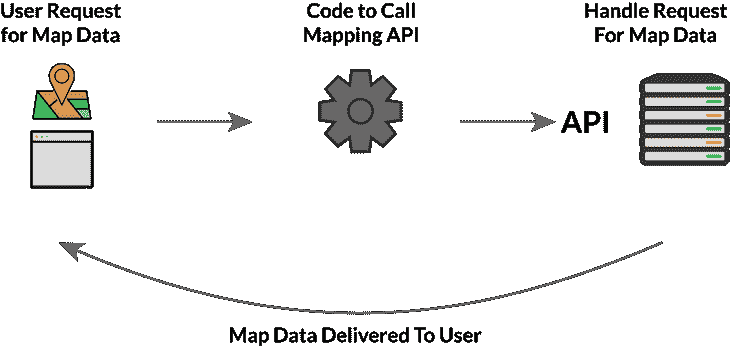 User Request
for Map Data
Code to Call
Mapping API
Handle Request
For Map Data
API
Map Data Delivered To User